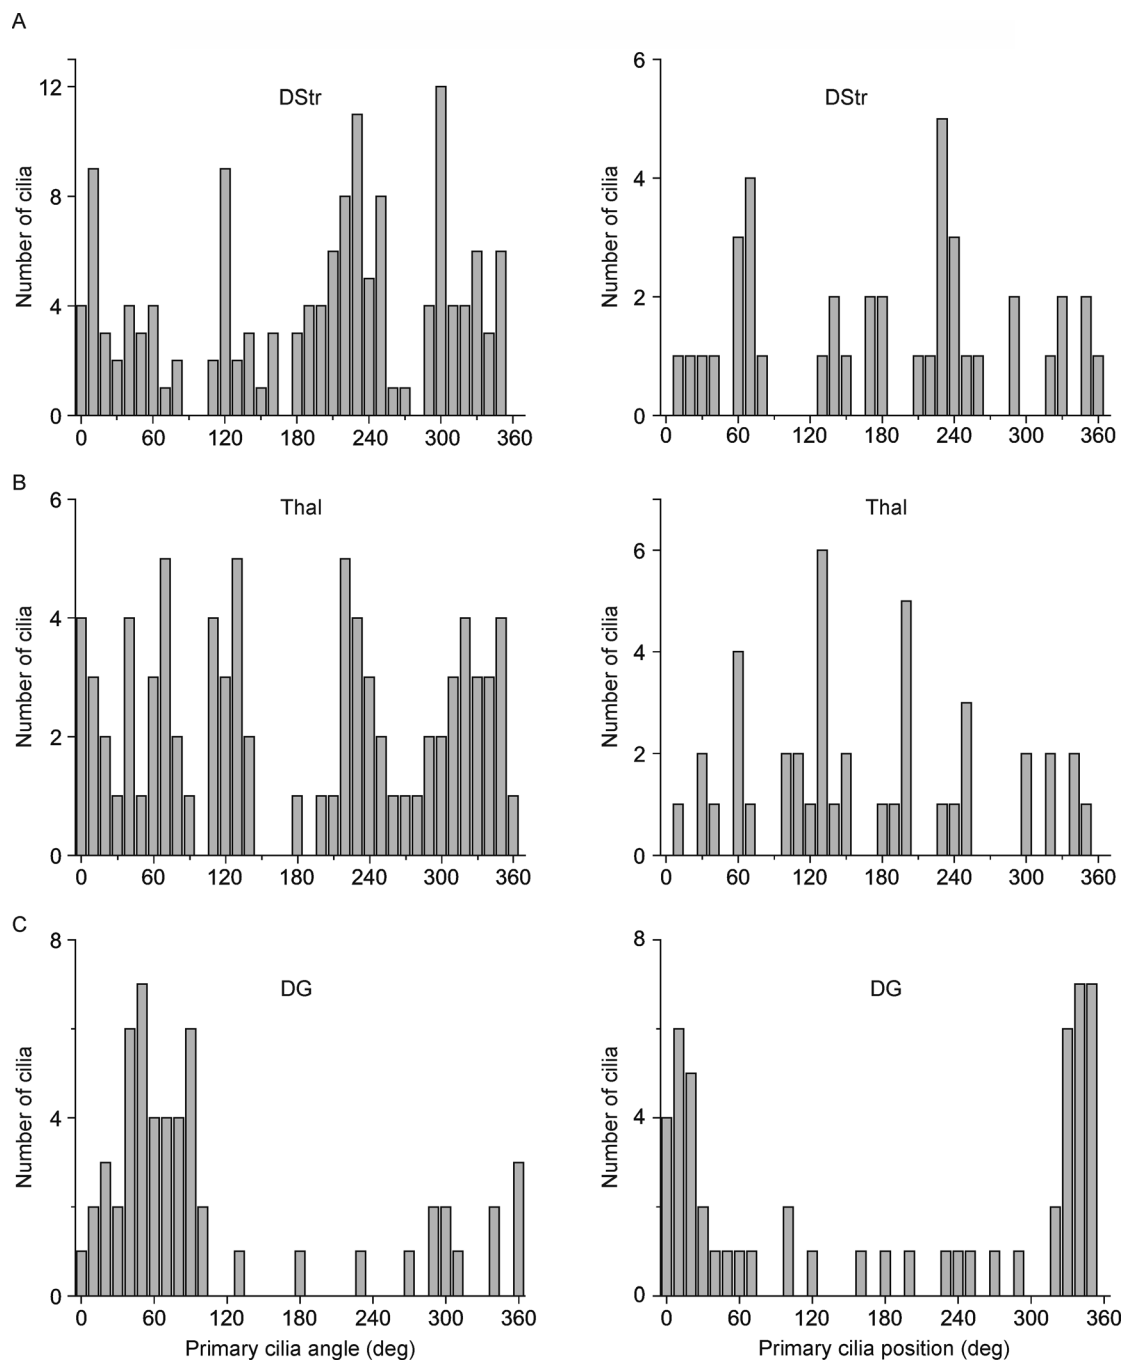 A
DStr
Number of cilia
12
8
4
0
0 60 120 180 240 300 360
DStr
Number of cilia
6
4
2
0
0 60 120 180 240 300 360
B
Thal
Number of cilia
6
4
2
0
0 60 120 180 240 300 360
Thal
Number of cilia
6
4
2
0
0 60 120 180 240 300 360
C
DG
Number of cilia
8
4
0
0 60 120 180 240 300 360
Primary cilia angle (deg)
DG
Number of cilia
8
4
0
0 60 120 180 240 300 360
Primary cilia position (deg)